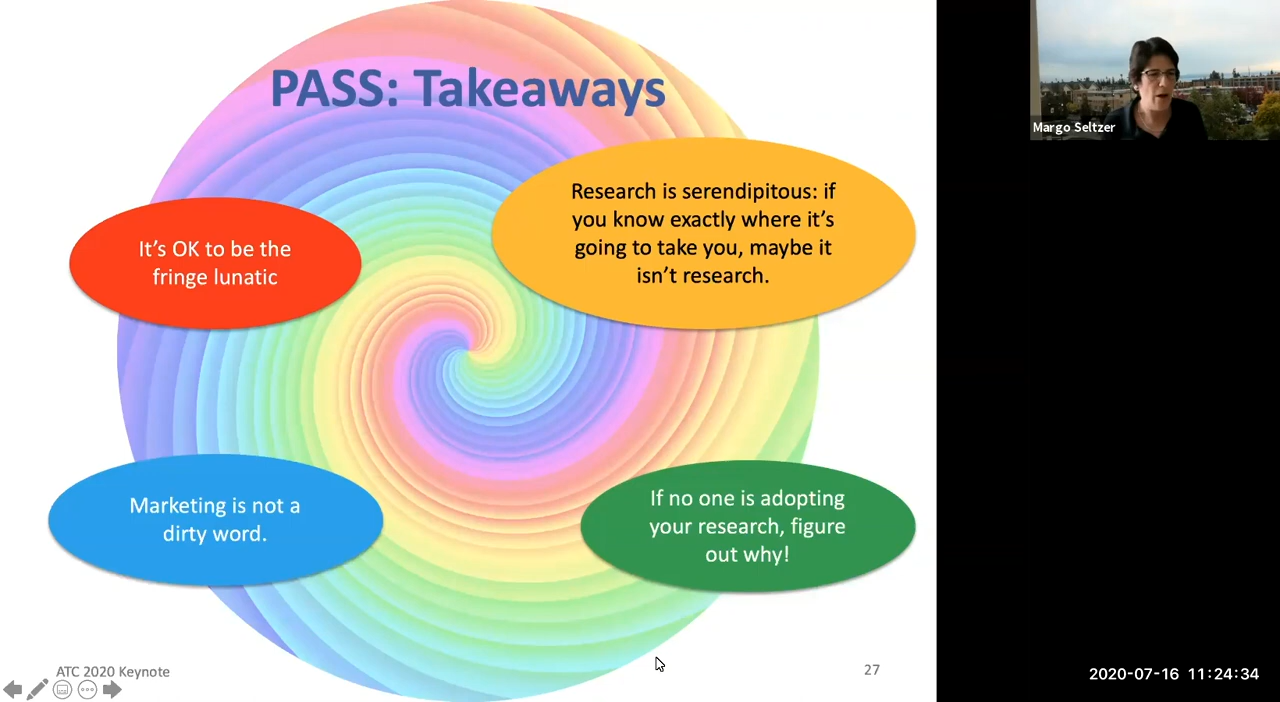 PASS: Takeaways
It’s OK to be the
fringe lunatic
Research is serendipitous: if
you know exactly where it’s
going to take you, maybe it
isn’t research.
Marketing is not a
dirty word.
If no one is adopting
your research, figure
out why!
ATC 2020 Keynote
27
Margo Seltzer
2020-07-16 11:24:34